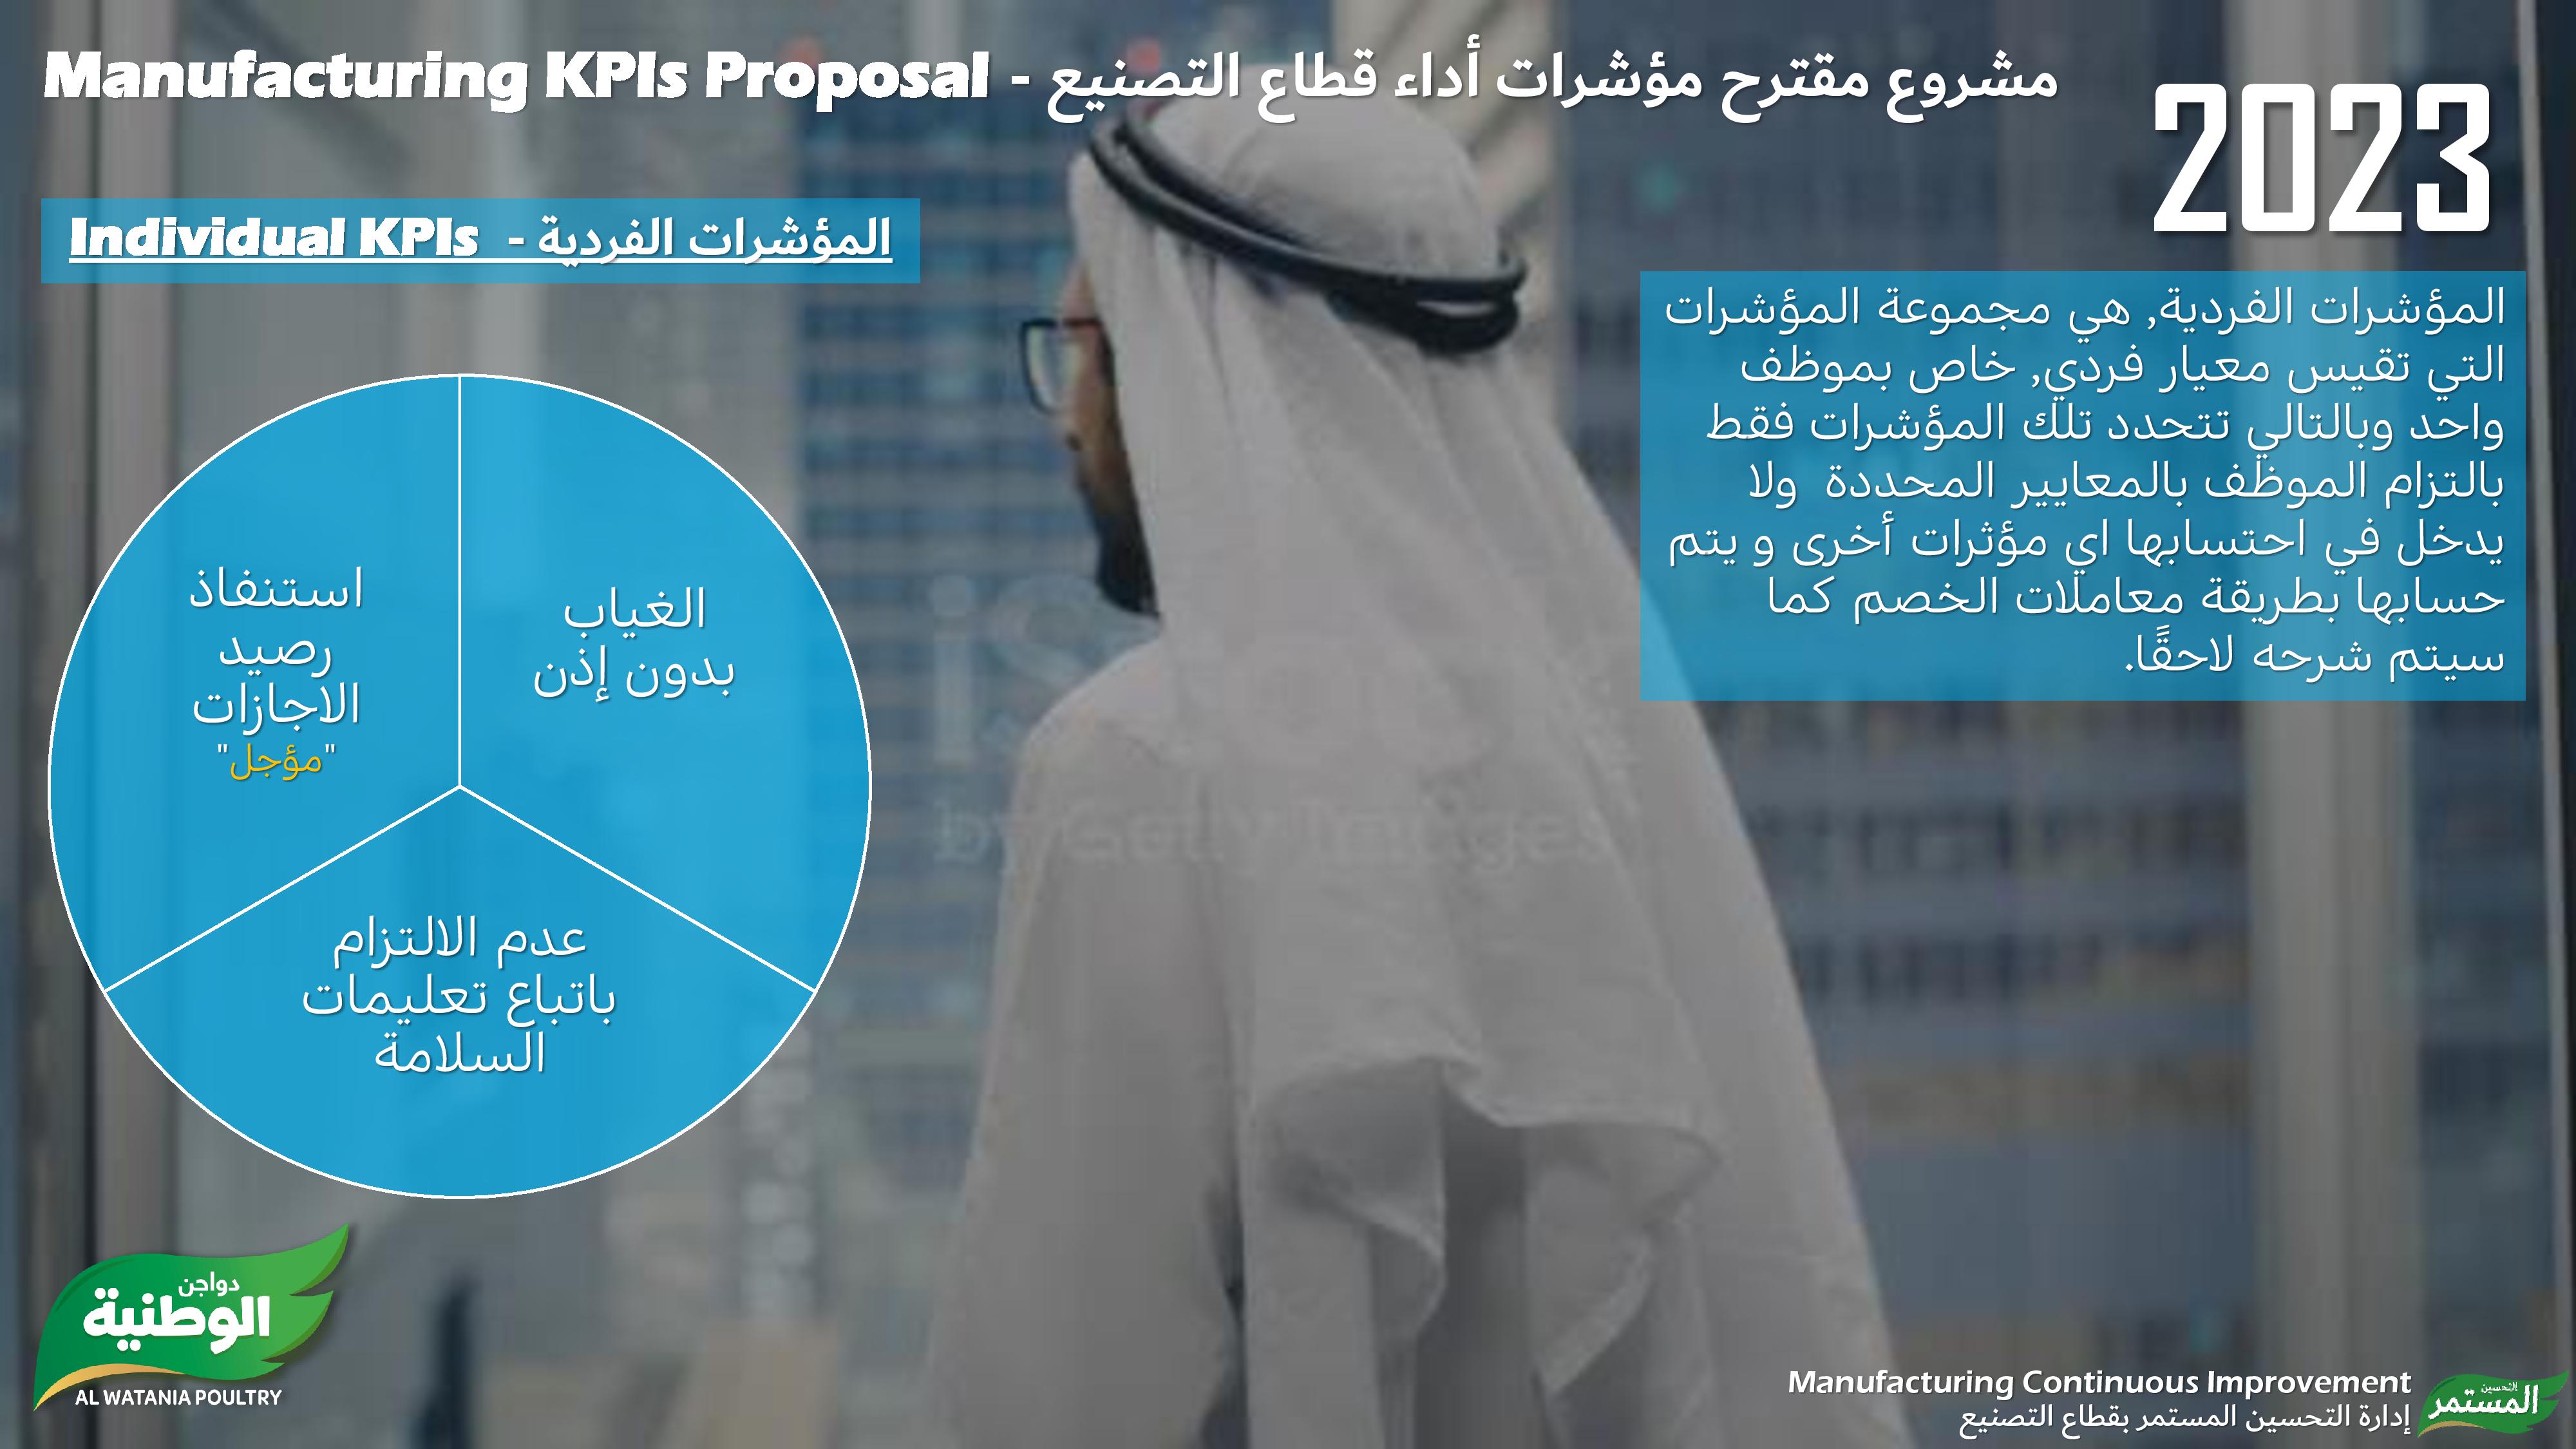 Manufacturing KPIs Proposal - مشروع مقترح مؤشرات أداء قطاع التصنيع
2023
Individual KPIs - المؤشرات الفردية
المؤشرات الفردية, هي مجموعة المؤشرات
التي تقيس معيار فردي, خاص بموظف
واحد وبالتالي تتحدد تلك المؤشرات فقط
بالتزام الموظف بالمعايير المحددة ولا
يدخل في احتسابها اي مؤثرات أخرى و يتم
حسابها بطريقة معاملات الخصم كما
سيتم شرحه لاحقًا.
الغياب
بدون إذن
استنفاذ
رصيد
الاجازات
"مؤجل"
عدم الالتزام
باتباع تعليمات
السلامة
دواجن
الوطنية
AL WATANIA POULTRY
Manufacturing Continuous Improvement
إدارة التحسين المستمر بقطاع التصنيع
التحسين
المستمر